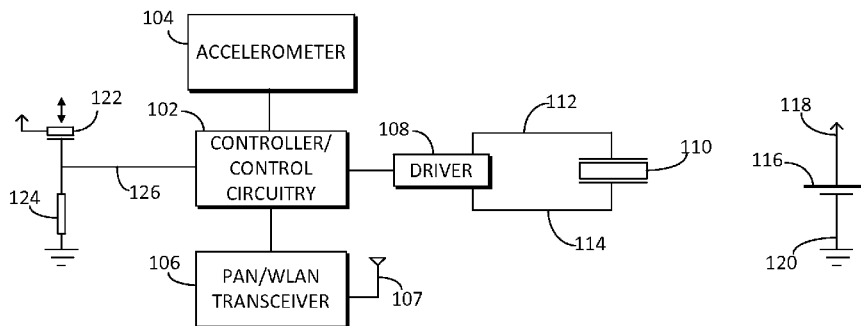 104
ACCELEROMETER
122
102
112
118
108
CONTROLLER/
CONTROL
CIRCUITRY
DRIVER
110
116
124
126
114
106
PAN/WLAN
TRANSCEIVER
107
120